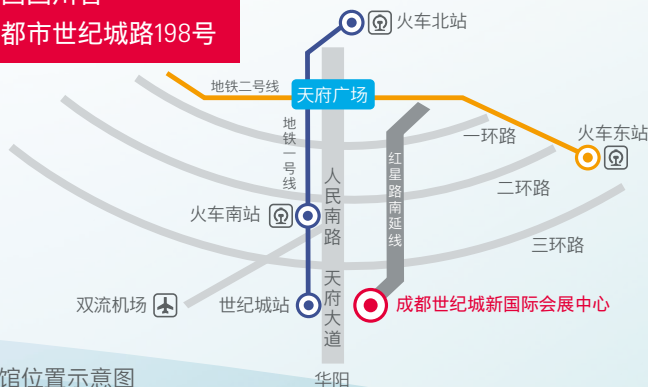 都市世纪城路198号
火车北站
地铁二号线
天府广场
地铁一号线
一环路
火车东站
红星路南延线
人民南路
二环路
火车南站
三环路
双流机场
世纪城站
天府大道
成都世纪城新国际会展中心
馆位置示意图
华阳